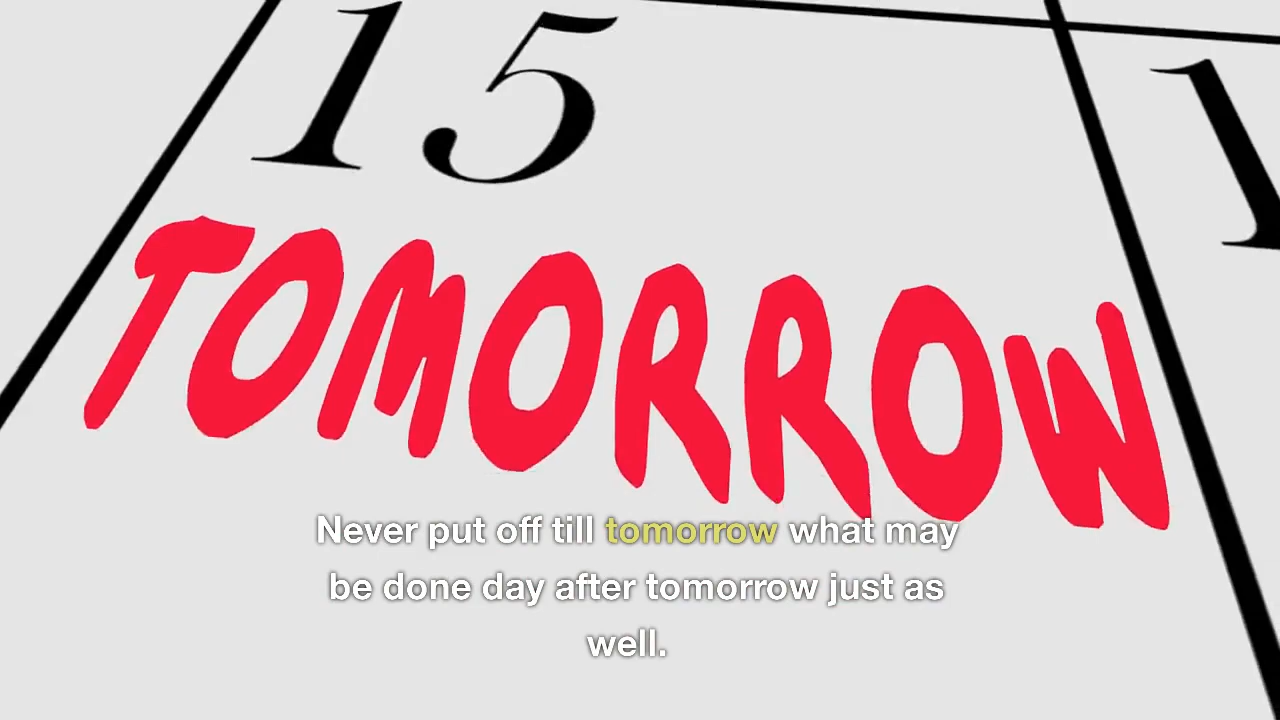 15
TOMORROW
Never put off till tomorrow what may
be done day after tomorrow just as
well.